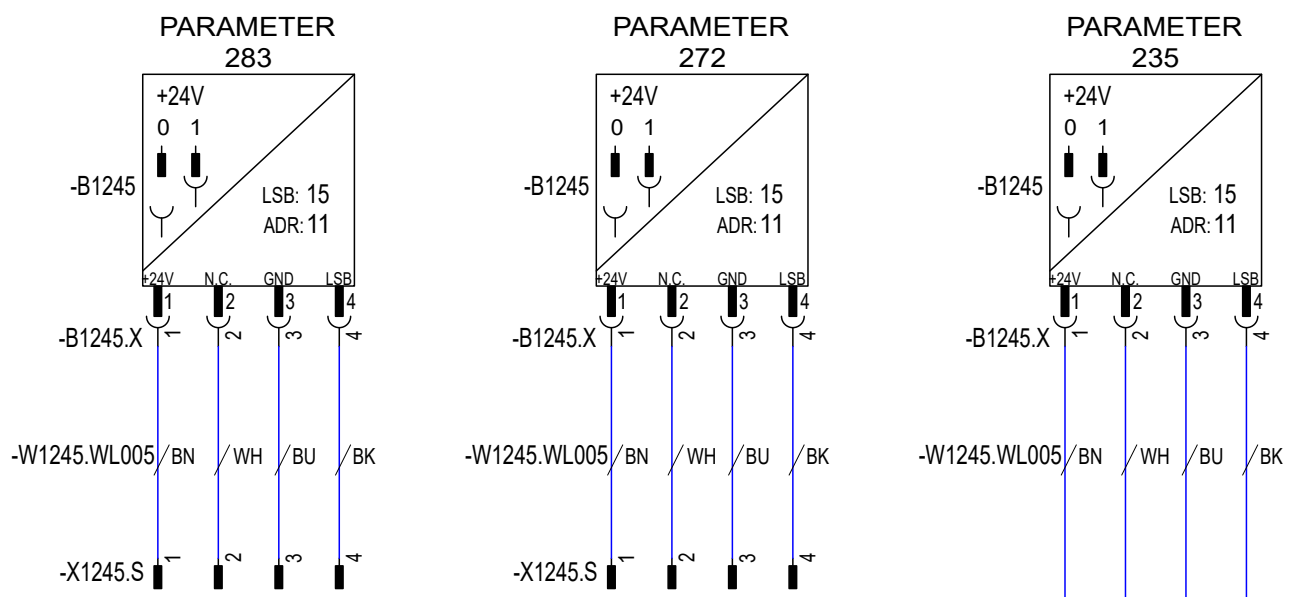 PARAMETER PARAMETER PARAMETER
283 272 235
+24V +24V +24V
0 1 0 1 0 1
-B1245 LSB: 15 -B1245 LSB: 15 -B1245 LSB: 15
ADR: 11 ADR: 11 ADR: 11
+24V N.C. GND LSB +24V N.C. GND LSB +24V N.C. GND LSB
1 2 3 4 1 2 3 4 1 2 3 4
-B1245.X 1 2 3 4 -B1245.X 1 2 3 4 -B1245.X 1 2 3 4
-W1245.WL005 BN WH BU BK -W1245.WL005 BN WH BU BK -W1245.WL005 BN WH BU BK
-X1245.S 1 2 3 4 -X1245.S 1 2 3 4